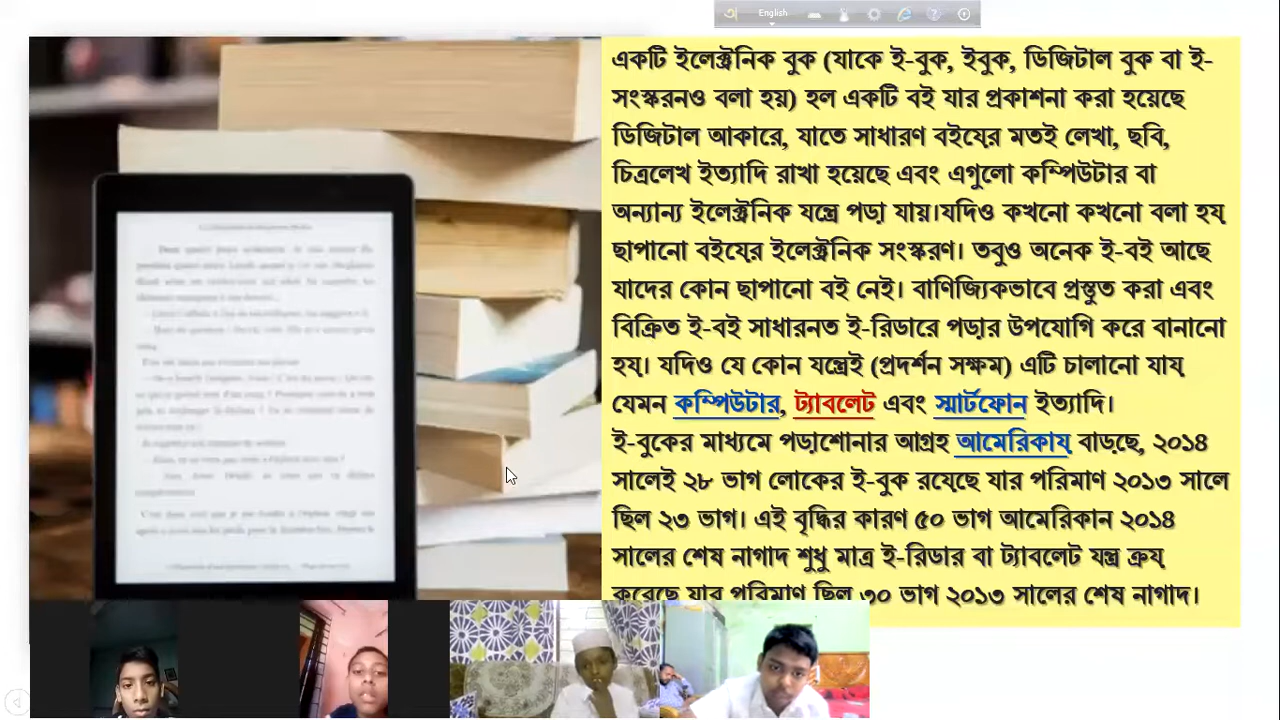 English
একটি ইলেক্ট্রনিক বুক (যাকে ই-বুক, ইবুক, ডিজিটাল বুক বা ই-
সংস্করনও বলা হয়) হল একটি বই যার প্রকাশনা করা হয়েছে
ডিজিটাল আকারে, যাতে সাধারণ বইয়ের মতই লেখা, ছবি,
চিত্রলেখ ইত্যাদি রাখা হয়েছে এবং এগুলো কম্পিউটার বা
অন্যান্য ইলেক্ট্রনিক যন্ত্রে পড়া যায়।যদিও কখনো কখনো বলা হয়
ছাপানো বইয়ের ইলেক্ট্রনিক সংস্করণ। তবুও অনেক ই-বই আছে
যাদের কোন ছাপানো বই নেই। বাণিজ্যিকভাবে প্রস্তুত করা এবং
বিক্রিত ই-বই সাধারনত ই-রিডারে পড়ার উপযোগি করে বানানো
হয়। যদিও যে কোন যন্ত্রেই (প্রদর্শন সক্ষম) এটি চালানো যায়
যেমন কম্পিউটার, ট্যাবলেট এবং স্মার্টফোন ইত্যাদি।
ই-বুকের মাধ্যমে পড়াশোনার আগ্রহ আমেরিকায় বাড়ছে, ২০১৪
সালেই ২৮ ভাগ লোকের ই-বুক রয়েছে যার পরিমাণ ২০১৩ সালে
ছিল ২৩ ভাগ। এই বৃদ্ধির কারণ ৫০ ভাগ আমেরিকান ২০১৪
সালের শেষ নাগাদ শুধু মাত্র ই-রিডার বা ট্যাবলেট যন্ত্র ক্রয়
করেছে যার পরিমাণ ছিল ৩০ ভাগ ২০১৩ সালের শেষ নাগাদ।